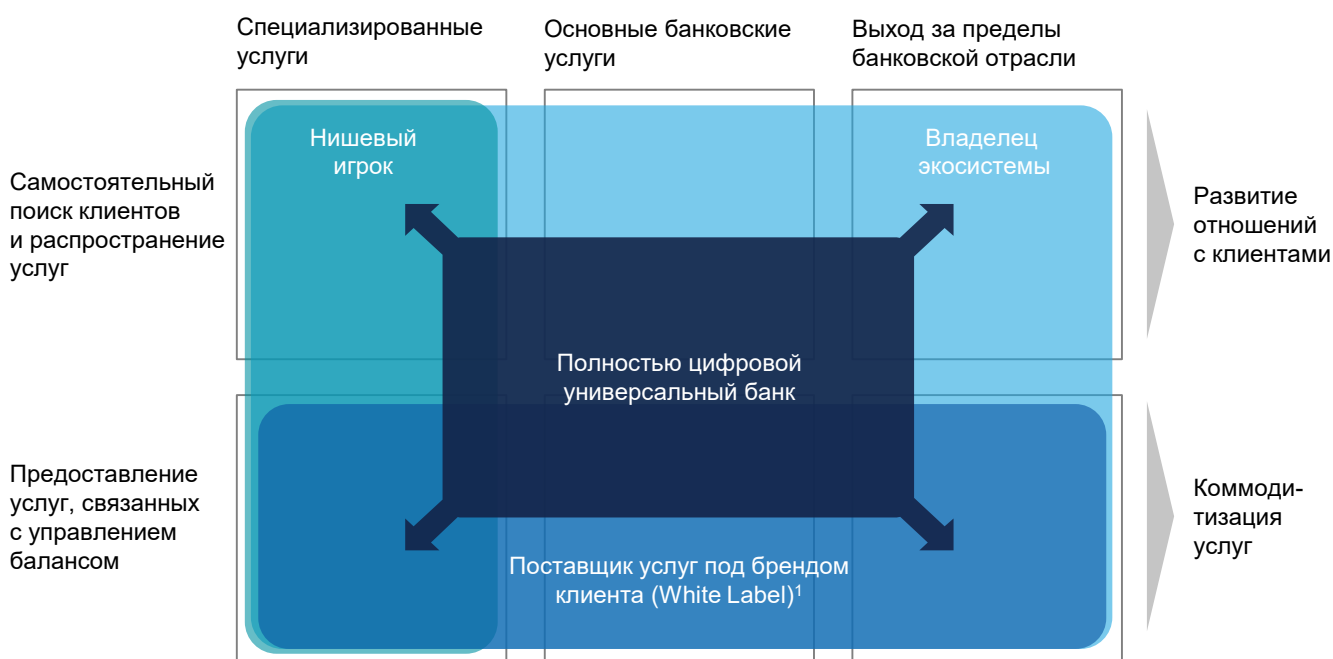 Специализированные
услуги
Основные банковские
услуги
Выход за пределы
банковской отрасли
Самостоятельный
поиск клиентов
и распространение
услуг
Нишевый
игрок
Владелец
экосистемы
Развитие
отношений
с клиентами
Полностью цифровой
универсальный банк
Предоставление
услуг, связанных
с управлением
балансом
Поставщик услуг под брендом
клиента (White Label)¹
Коммоди-
тизация
услуг